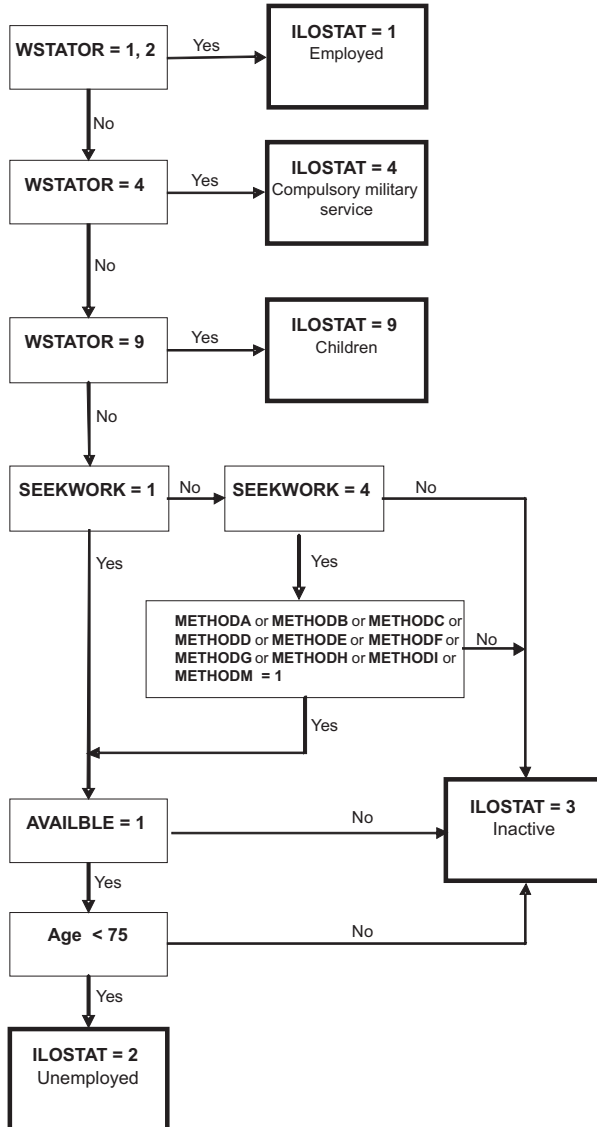 WSTATOR = 1, 2
Yes
ILOSTAT = 1
Employed
No
WSTATOR = 4
Yes
ILOSTAT = 4
Compulsory military
service
No
WSTATOR = 9
Yes
ILOSTAT = 9
Children
No
SEEKWORK = 1
No
SEEKWORK = 4
No
Yes
Yes
METHODA or METHODB or METHODC or
METHODD or METHODE or METHODF or
METHODG or METHODH or METHODI or
METHODM = 1
No
Yes
AVAILBLE = 1
No
ILOSTAT = 3
Inactive
Yes
Age < 75
No
Yes
ILOSTAT = 2
Unemployed